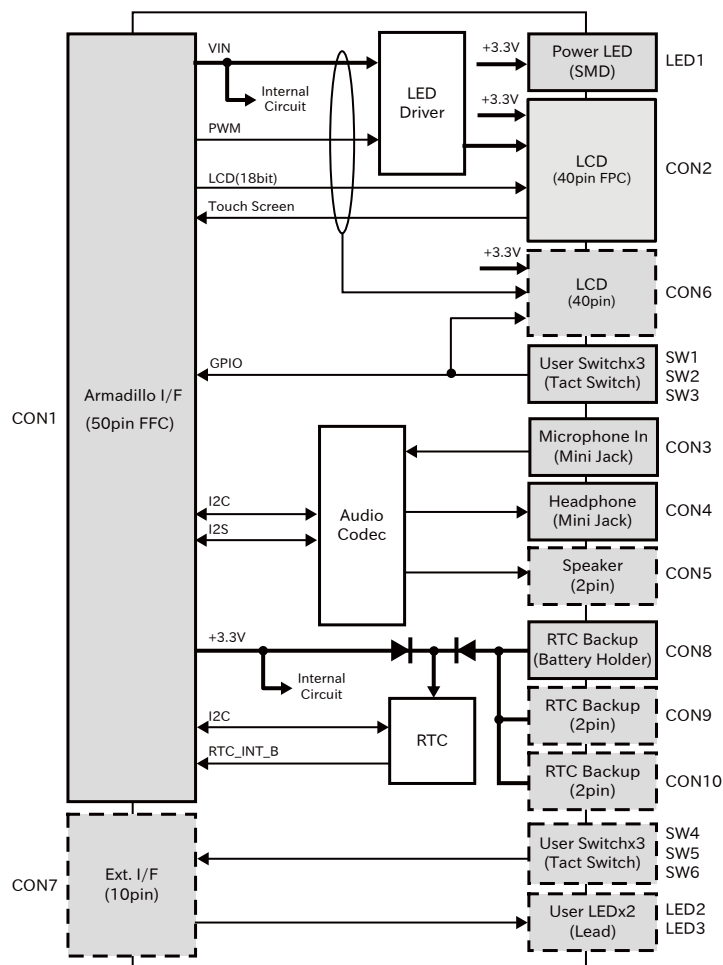 VIN
Internal
Circuit
PWM
LCD(18bit)
Touch Screen
LED
Driver
+3.3V
Power LED
(SMD)
LED1
+3.3V
LCD
(40pin FPC)
CON2
+3.3V
LCD
(40pin)
CON6
GPIO
User Switchx3
(Tact Switch)
SW1
SW2
SW3
CON1
Armadillo I/F
(50pin FFC)
Microphone In
(Mini Jack)
CON3
I2C
I2S
Audio
Codec
Headphone
(Mini Jack)
CON4
Speaker
(2pin)
CON5
+3.3V
Internal
Circuit
RTC Backup
(Battery Holder)
CON8
I2C
RTC_INT_B
RTC
RTC Backup
(2pin)
CON9
RTC Backup
(2pin)
CON10
CON7
Ext. I/F
(10pin)
User Switchx3
(Tact Switch)
SW4
SW5
SW6
User LEDx2
(Lead)
LED2
LED3